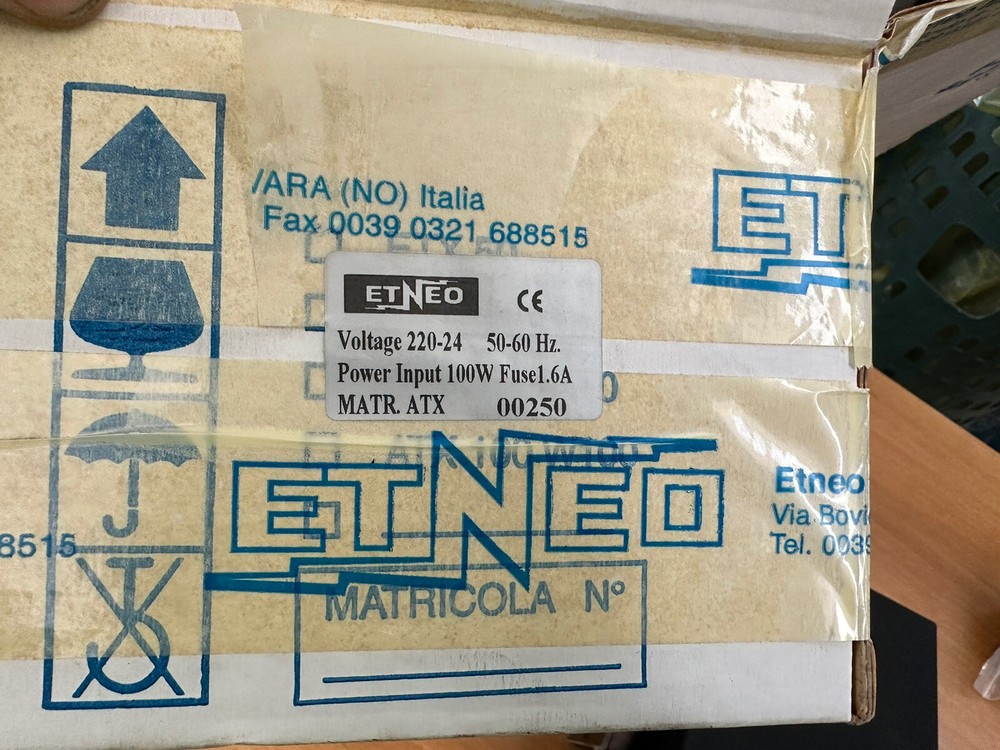 /ARA (NO) Italia
Fax 0039 0321 688515
ET
ETNEO CE
Voltage 220-24 50-60 Hz.
Power Input 100W Fuse1.6A
MATR. ATX 00250
ETNEO
Etneo
Via Bovi
Tel. 0039
8515
MATRICOLA N°